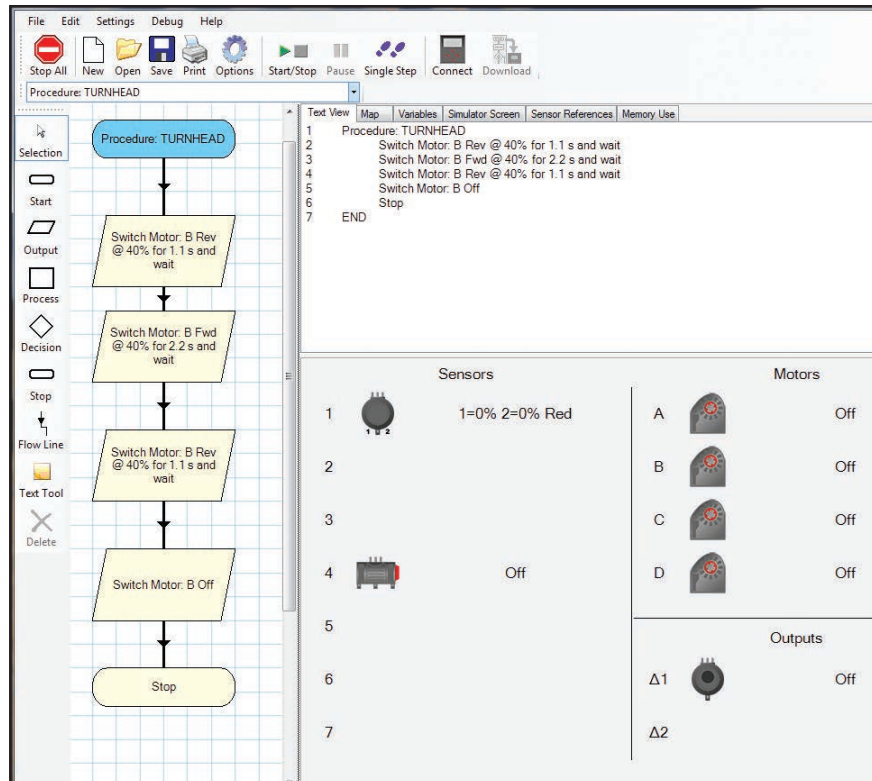 File Edit Settings Debug Help
Stop All New Open Save Print Options Start/Stop Pause Single Step Connect Download
Procedure: TURNHEAD
Selection
Start
Output
Process
Decision
Stop
Flow Line
Text Tool
Delete
Procedure: TURNHEAD
Switch Motor: B Rev
@ 40% for 1.1 s and
wait
Switch Motor: B Fwd
@ 40% for 2.2 s and
wait
Switch Motor: B Rev
@ 40% for 1.1 s and
wait
Switch Motor: B Off
Stop
Text View Map Variables Simulator Screen Sensor References Memory Use
1 Procedure: TURNHEAD
2 Switch Motor: B Rev @ 40% for 1.1 s and wait
3 Switch Motor: B Fwd @ 40% for 2.2 s and wait
4 Switch Motor: B Rev @ 40% for 1.1 s and wait
5 Switch Motor: B Off
6 Stop
7 END
Sensors
1 1 2 1=0% 2=0% Red
2
3
4 Off
5
6
7
Motors
A Off
B Off
C Off
D Off
Outputs
Δ1 Off
Δ2